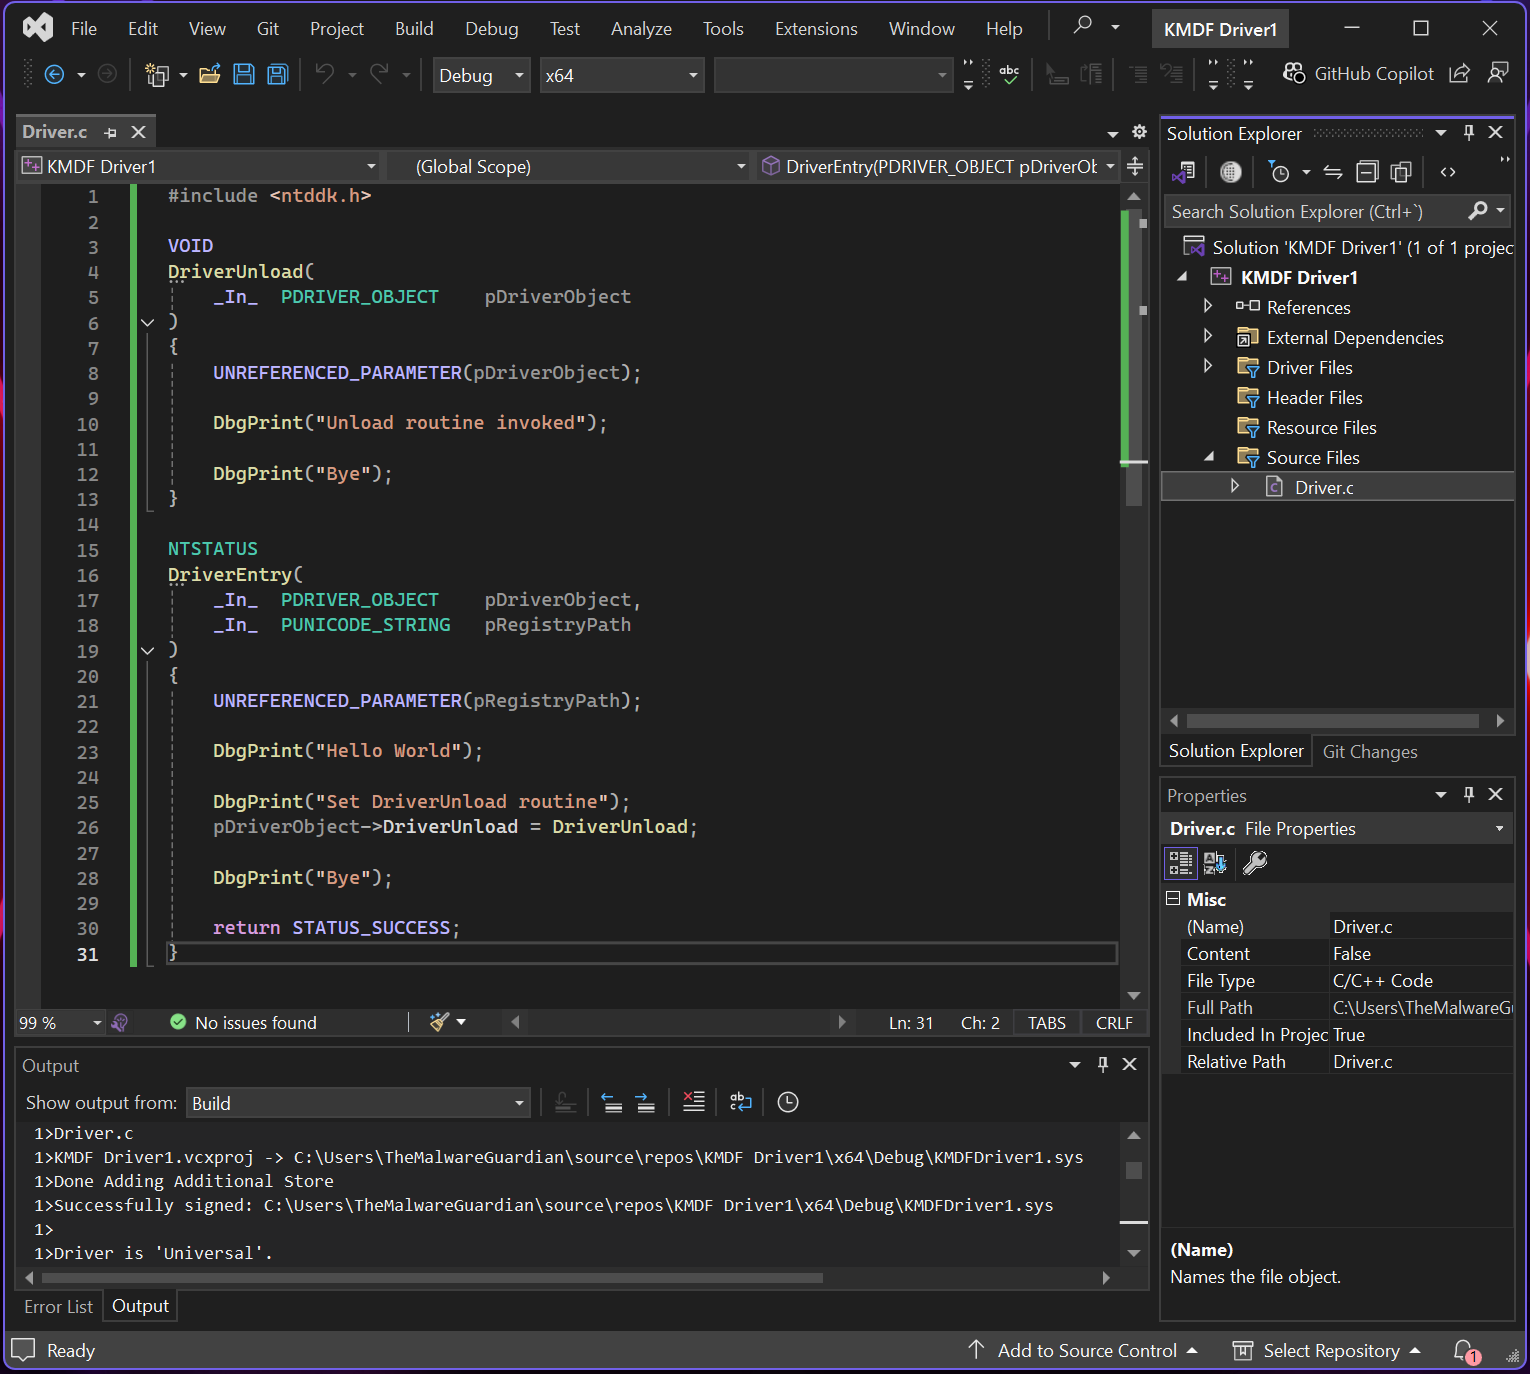 File Edit View Git Project Build Debug Test Analyze Tools Extensions Window Help KMDF Driver1
Debug x64 abc GitHub Copilot
Driver.c
KMDF Driver1 (Global Scope) DriverEntry(PDRIVER_OBJECT pDriverOb
1 #include <ntddk.h>
2
3 VOID
4 DriverUnload(
5 _In_ PDRIVER_OBJECT pDriverObject
6 )
7 {
8 UNREFERENCED_PARAMETER(pDriverObject);
9
10 DbgPrint("Unload routine invoked");
11
12 DbgPrint("Bye");
13 }
14
15 NTSTATUS
16 DriverEntry(
17 _In_ PDRIVER_OBJECT pDriverObject,
18 _In_ PUNICODE_STRING pRegistryPath
19 )
20 {
21 UNREFERENCED_PARAMETER(pRegistryPath);
22
23 DbgPrint("Hello World");
24
25 DbgPrint("Set DriverUnload routine");
26 pDriverObject->DriverUnload = DriverUnload;
27
28 DbgPrint("Bye");
29
30 return STATUS_SUCCESS;
31 }
99 % No issues found Ln: 31 Ch: 2 TABS CRLF
Output
Show output from: Build
1>Driver.c
1>KMDF Driver1.vcxproj -> C:\Users\TheMalwareGuardian\source\repos\KMDF Driver1\x64\Debug\KMDFDriver1.sys
1>Done Adding Additional Store
1>Successfully signed: C:\Users\TheMalwareGuardian\source\repos\KMDF Driver1\x64\Debug\KMDFDriver1.sys
1>
1>Driver is 'Universal'.
Error List Output
Solution Explorer
Search Solution Explorer (Ctrl+`)
Solution 'KMDF Driver1' (1 of 1 projec
KMDF Driver1
References
External Dependencies
Driver Files
Header Files
Resource Files
Source Files
Driver.c
Solution Explorer Git Changes
Properties
Driver.c File Properties
Misc
(Name) Driver.c
Content False
File Type C/C++ Code
Full Path C:\Users\TheMalwareG
Included In Projec True
Relative Path Driver.c
(Name)
Names the file object.
Ready Add to Source Control Select Repository 1